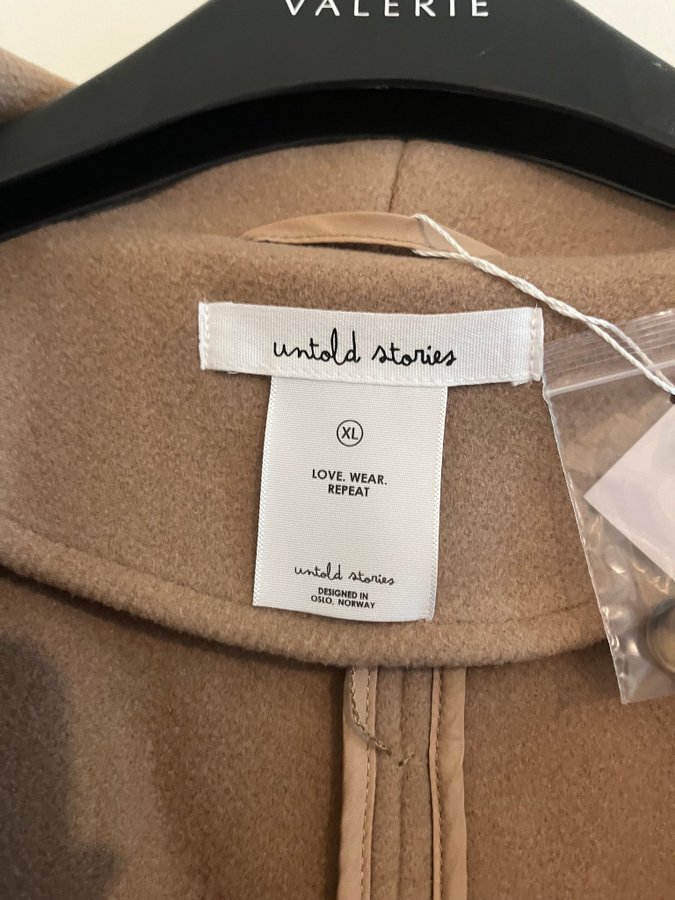 VALERIE
untold stories
XL
LOVE. WEAR.
REPEAT
untold stories
DESIGNED IN
OSLO, NORWAY